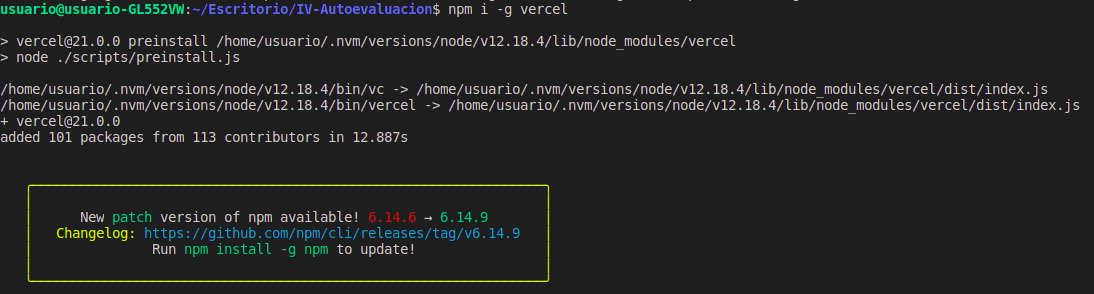 usuario@usuario-GL552VW:~/Escritorio/IV-Autoevaluacion$ npm i -g vercel
> vercel@21.0.0 preinstall /home/usuario/.nvm/versions/node/v12.18.4/lib/node_modules/vercel
> node ./scripts/preinstall.js
/home/usuario/.nvm/versions/node/v12.18.4/bin/vc -> /home/usuario/.nvm/versions/node/v12.18.4/lib/node_modules/vercel/dist/index.js
/home/usuario/.nvm/versions/node/v12.18.4/bin/vercel -> /home/usuario/.nvm/versions/node/v12.18.4/lib/node_modules/vercel/dist/index.js
+ vercel@21.0.0
added 101 packages from 113 contributors in 12.887s
New patch version of npm available! 6.14.6 → 6.14.9
Changelog: https://github.com/npm/cli/releases/tag/v6.14.9
Run npm install -g npm to update!